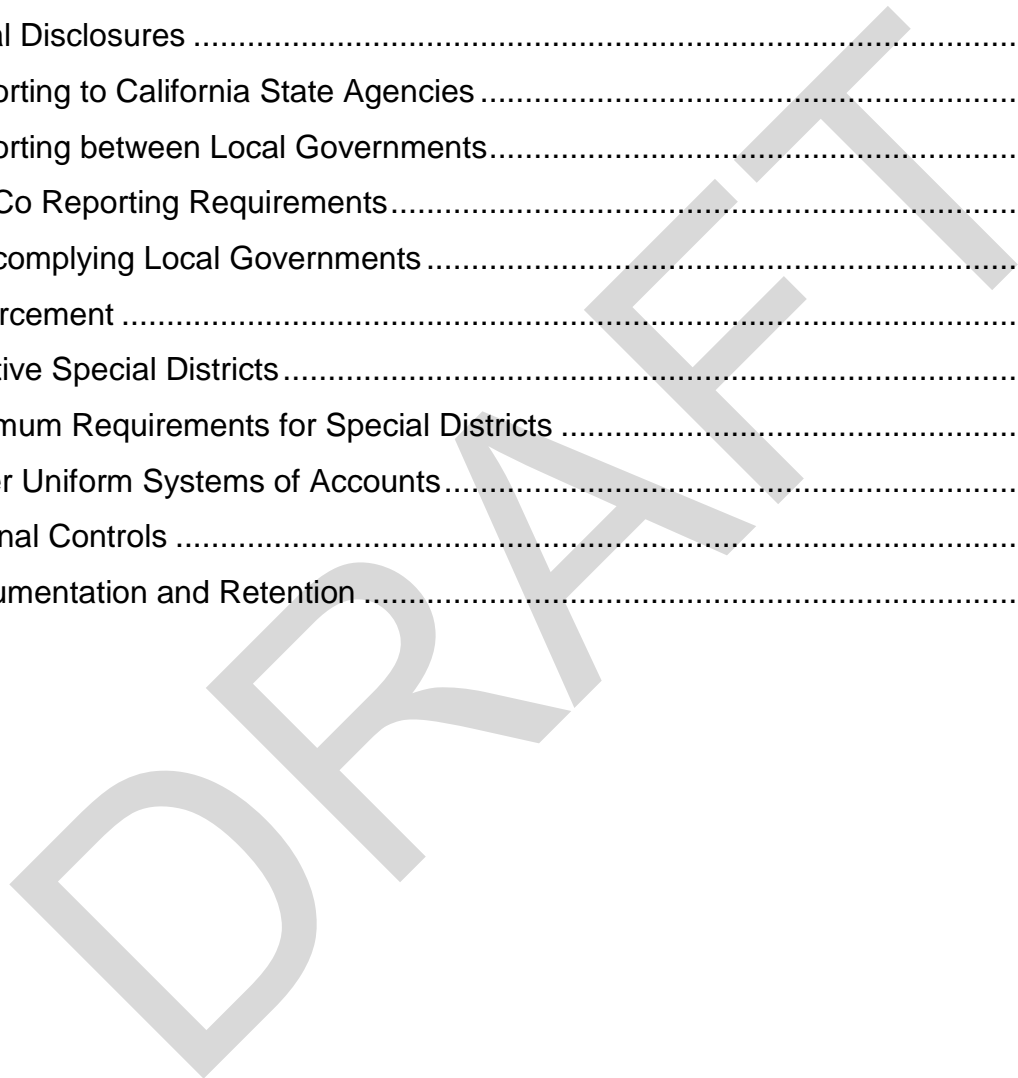 al Disclosures ................................................................
orting to California State Agencies ................................................................
orting between Local Governments ................................................................
Co Reporting Requirements ................................................................
complying Local Governments ................................................................
rcement ................................................................
tive Special Districts ................................................................
mum Requirements for Special Districts ................................................................
er Uniform Systems of Accounts ................................................................
nal Controls ................................................................
umentation and Retention ................................................................
DRAFT